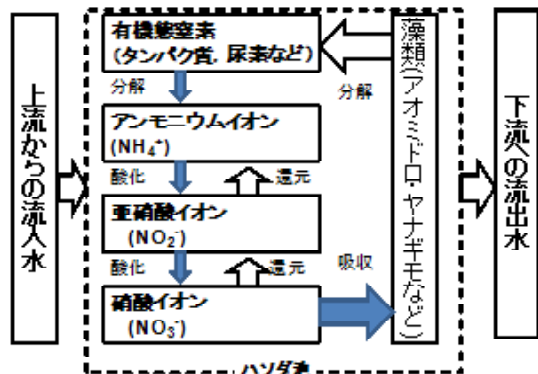 上流からの流入水
有機態窒素
(タンパク質，尿素など)
分解
分解
アンモニウムイオン
(NH₄⁺)
酸化
還元
亜硝酸イオン
(NO₂⁻)
酸化
還元
吸収
硝酸イオン
(NO₃⁻)
藻類(アオミドロ・ヤナギモなど)
下流への流出水
ハソダ池